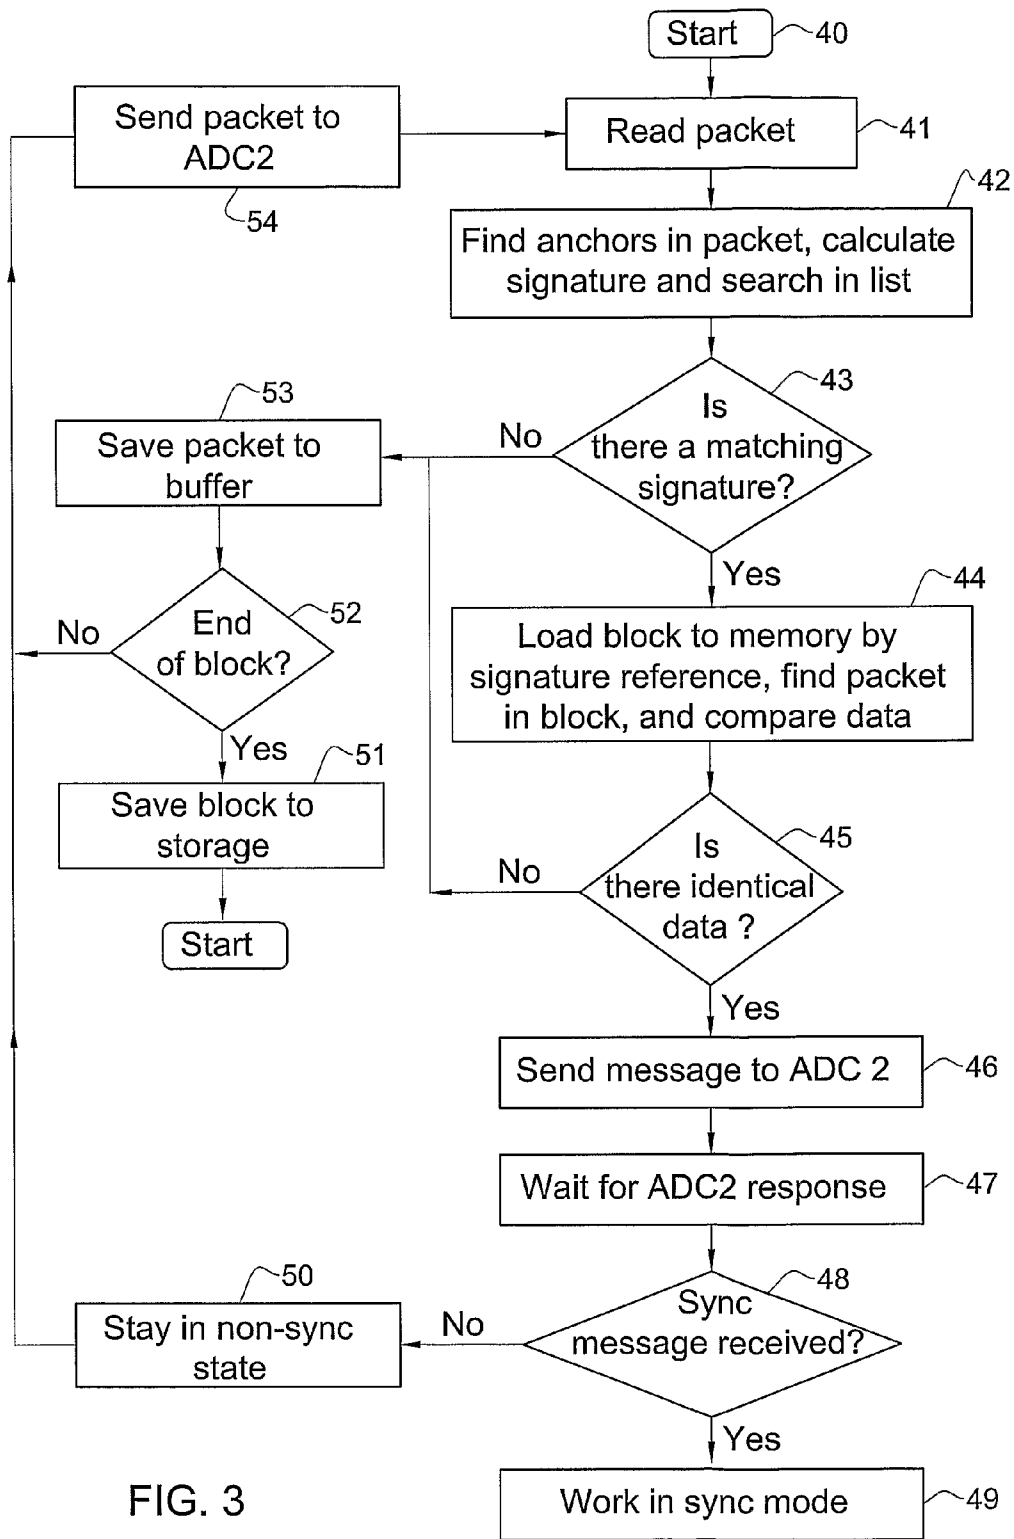 Start
40
Send packet to
ADC2
54
Read packet
41
42
Find anchors in packet, calculate
signature and search in list
43
Is
there a matching
signature?
No
Yes
53
Save packet to
buffer
52
End
of block?
No
Yes
51
Save block to
storage
Start
44
Load block to memory by
signature reference, find packet
in block, and compare data
45
Is
there identical
data ?
No
Yes
Send message to ADC 2
46
Wait for ADC2 response
47
48
Sync
message received?
No
Yes
50
Stay in non-sync
state
Work in sync mode
49
FIG. 3